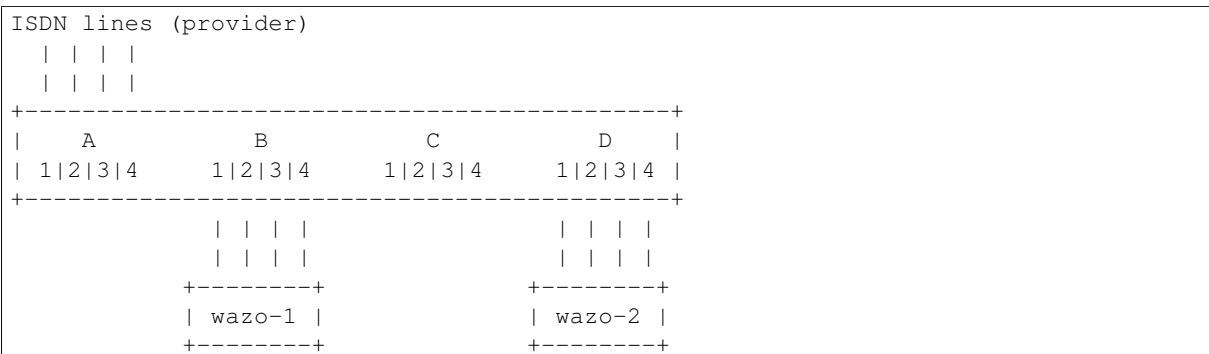 ISDN lines (provider)
  | | | |
  | | | |
+---------------------------------------------+
|    A           B           C           D    |
| 1|2|3|4     1|2|3|4     1|2|3|4     1|2|3|4 |
+---------------------------------------------+
              | | | |                 | | | |
              | | | |                 | | | |
            +--------+              +--------+
            | wazo-1 |              | wazo-2 |
            +--------+              +--------+